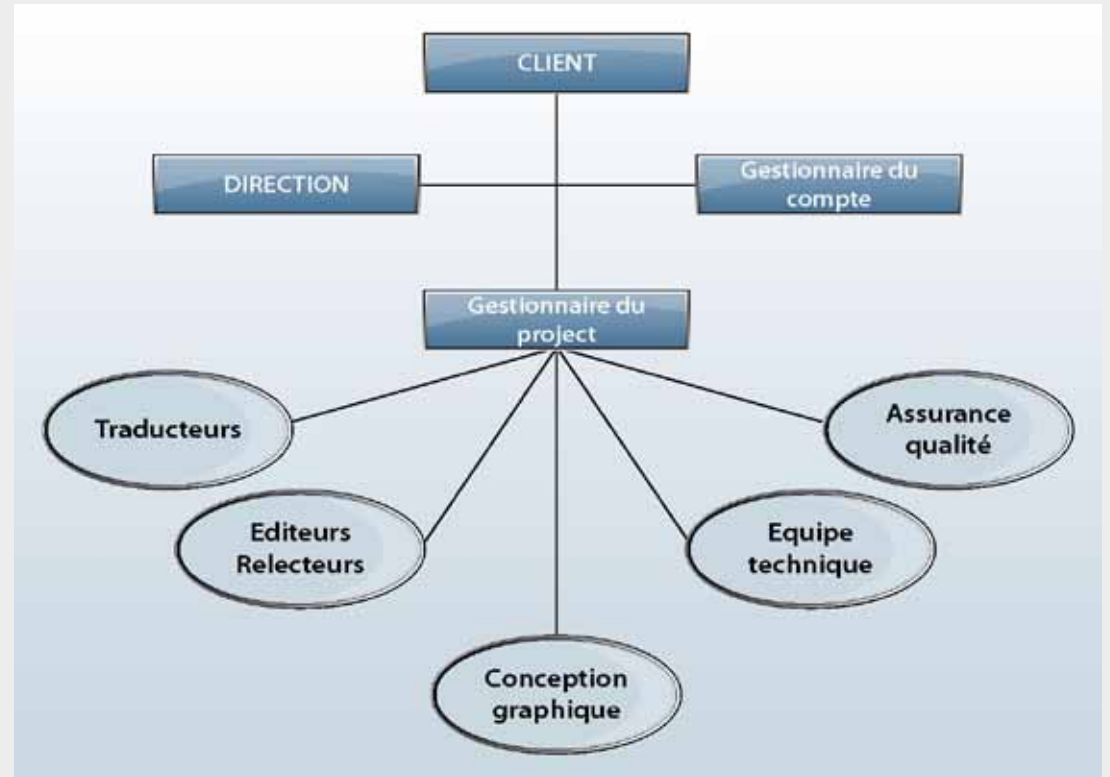 CLIENT
DIRECTION
Gestionnaire du
compte
Gestionnaire du
project
Traducteurs
Assurance
qualité
Editeurs
Relecteurs
Equipe
technique
Conception
graphique